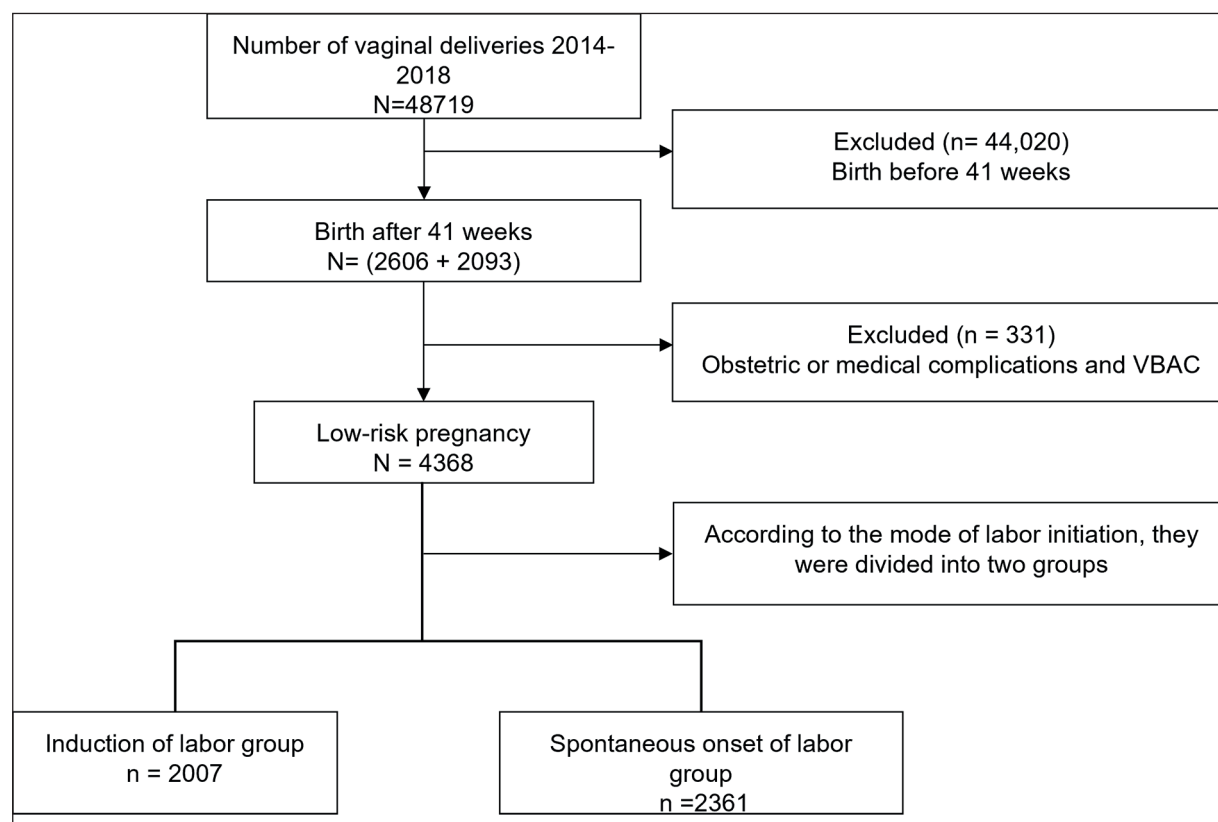 Number of vaginal deliveries 2014-
2018
N=48719
Excluded (n= 44,020)
Birth before 41 weeks
Birth after 41 weeks
N= (2606 + 2093)
Excluded (n = 331)
Obstetric or medical complications and VBAC
Low-risk pregnancy
N = 4368
According to the mode of labor initiation, they
were divided into two groups
Induction of labor group
n = 2007
Spontaneous onset of labor
group
n =2361